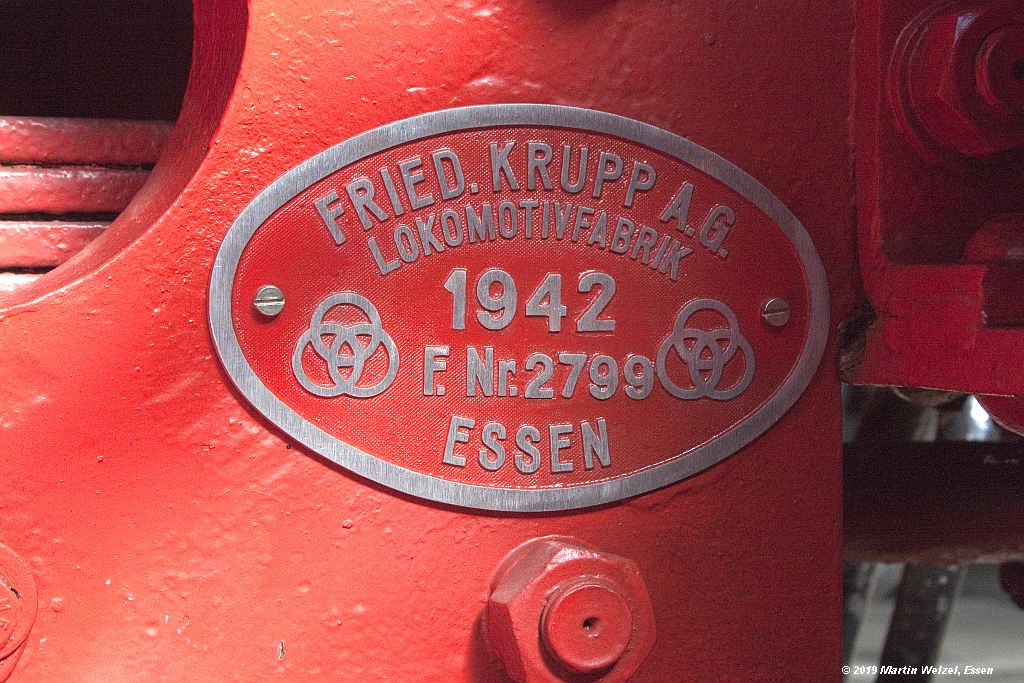 FRIED. KRUPP A.G.
LOKOMOTIVFABRIK
1942
F. Nr. 2799
ESSEN
© 2019 Martin Welzel, Essen